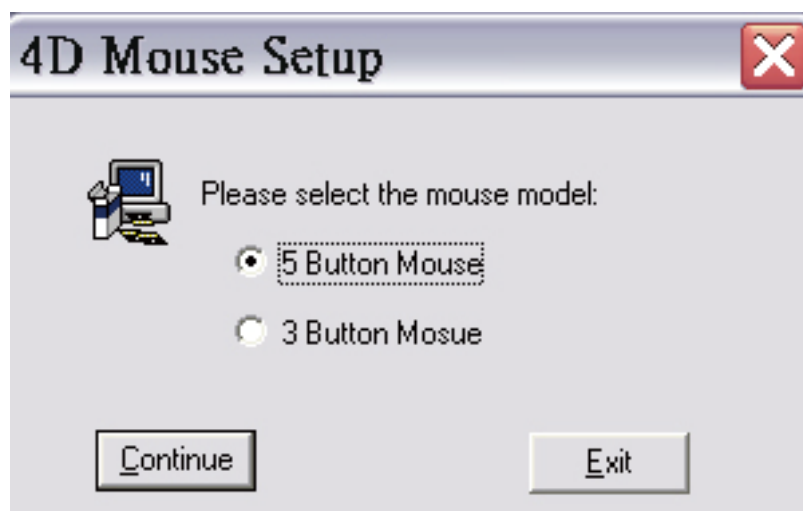 4D Mouse Setup
Please select the mouse model:
5 Button Mouse
3 Button Mosue
Continue
Exit